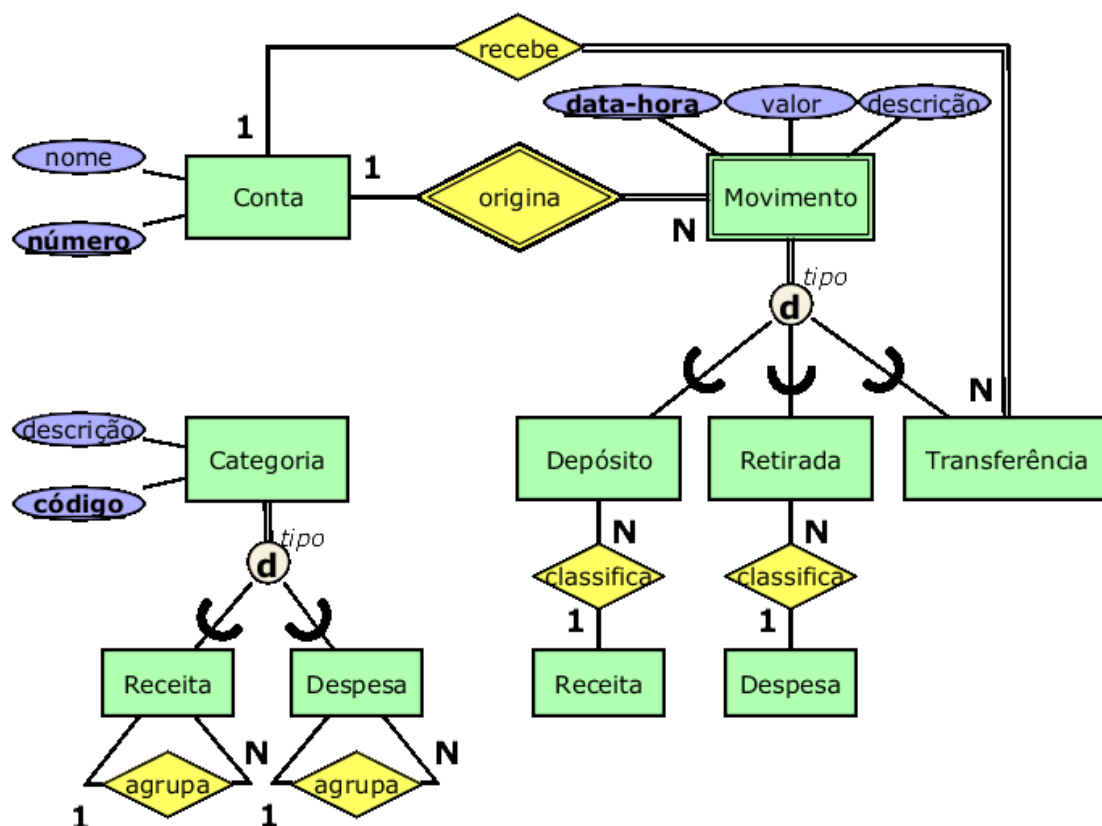 recebe
data-hora
valor
descrição
1
nome
1
Conta
origina
Movimento
N
número
tipo
d
N
descrição
Categoria
código
Depósito
Retirada
Transferência
tipo
d
N
N
classifica
classifica
1
1
Receita
Despesa
Receita
Despesa
N
N
agrupa
agrupa
1
1